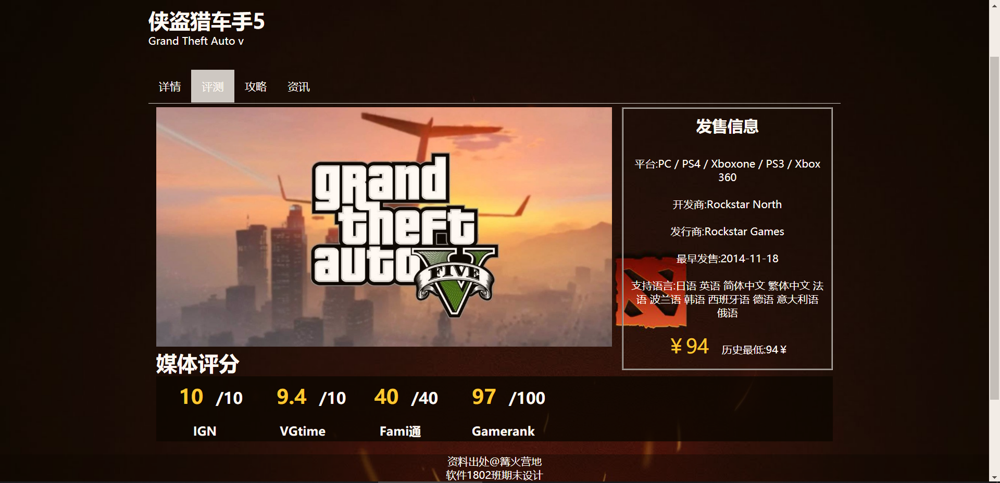 侠盗猎车手5
Grand Theft Auto v
详情 评测 攻略 资讯
grand
theft
auto
FIVE
发售信息
平台:PC / PS4 / Xboxone / PS3 / Xbox
360
开发商:Rockstar North
发行商:Rockstar Games
最早发售:2014-11-18
支持语言:日语 英语 简体中文 繁体中文 法
语 波兰语 韩语 西班牙语 德语 意大利语
俄语
¥94 历史最低:94¥
媒体评分
10 /10 9.4 /10 40 /40 97 /100
IGN VGtime Fami通 Gamerank
资料出处@篝火营地
软件1802班期末设计